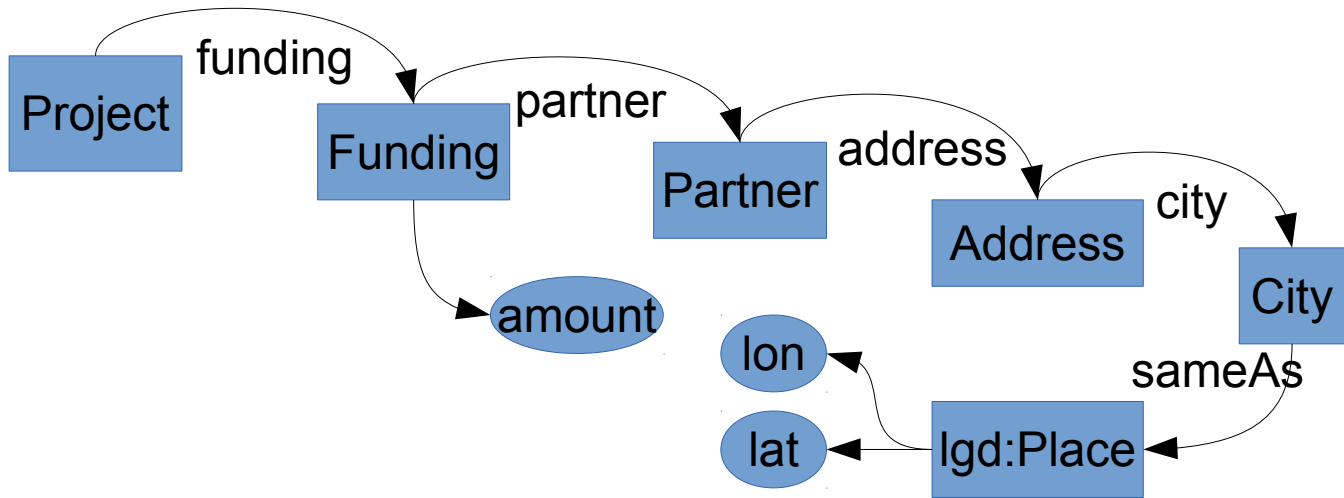 Project
funding
Funding
partner
Partner
address
Address
city
City
amount
lon
lat
sameAs
lgd:Place